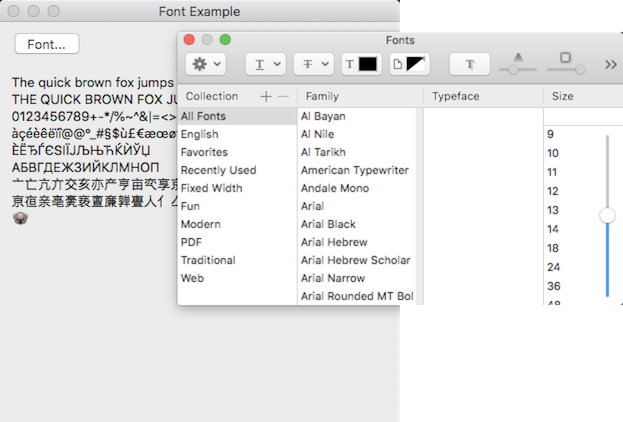 Font Example
Font...
The quick brown fox jumps
THE QUICK BROWN FOX JU
0123456789+-*/%~^&|=<>
àçéèêëïî@@°_#§$ù£€æœø
ÈËЂЃЄЅІЇЈЉЊЋЌЍЎЏ
АБВГДЕЖЗИЙКЛМНОП
亠亡亢亣交亥亦产亨亩亪享京
亰亱亲亳亴亵亶亷亸亹人亻亼
Fonts
T
T
T
T
Collection + − Family Typeface Size
All Fonts
English
Favorites
Recently Used
Fixed Width
Fun
Modern
PDF
Traditional
Web
Al Bayan
Al Nile
Al Tarikh
American Typewriter
Andale Mono
Arial
Arial Black
Arial Hebrew
Arial Hebrew Scholar
Arial Narrow
Arial Rounded MT Bol
9
10
11
12
13
14
18
24
36
48